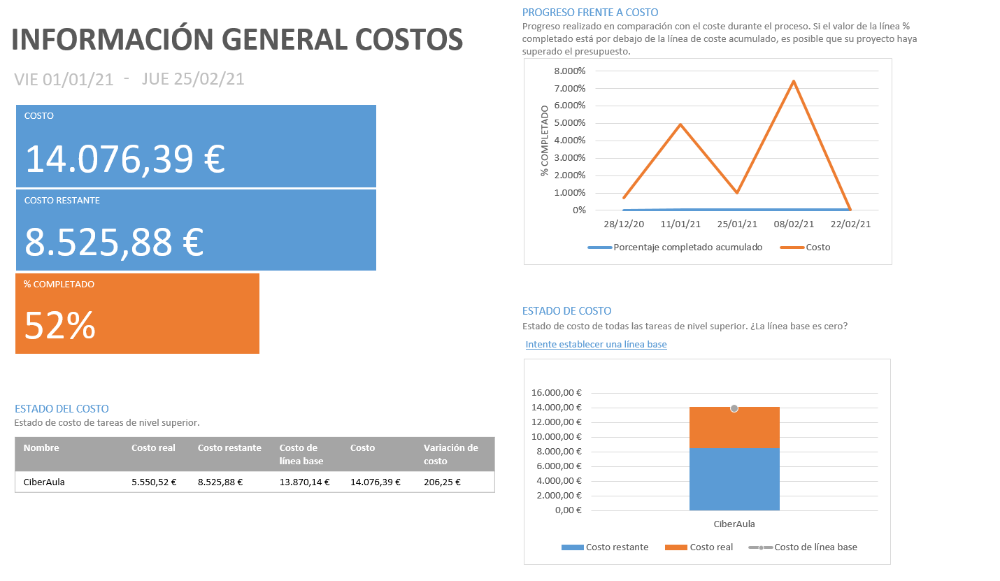 INFORMACIÓN GENERAL COSTOS
VIE 01/01/21 - JUE 25/02/21
COSTO
14.076,39 €
COSTO RESTANTE
8.525,88 €
% COMPLETADO
52%
ESTADO DEL COSTO
Estado de costo de tareas de nivel superior.
Nombre Costo real Costo restante Costo de línea base Costo Variación de costo
CiberAula 5.550,52 € 8.525,88 € 13.870,14 € 14.076,39 € 206,25 €
PROGRESO FRENTE A COSTO
Progreso realizado en comparación con el coste durante el proceso. Si el valor de la línea %
completado está por debajo de la línea de coste acumulado, es posible que su proyecto haya
superado el presupuesto.
% COMPLETADO
8.000%
7.000%
6.000%
5.000%
4.000%
3.000%
2.000%
1.000%
0%
28/12/20 11/01/21 25/01/21 08/02/21 22/02/21
Porcentaje completado acumulado Costo
ESTADO DE COSTO
Estado de costo de todas las tareas de nivel superior. ¿La línea base es cero?
Intente establecer una línea base
16.000,00 €
14.000,00 €
12.000,00 €
10.000,00 €
8.000,00 €
6.000,00 €
4.000,00 €
2.000,00 €
0,00 €
CiberAula
Costo restante Costo real Costo de línea base